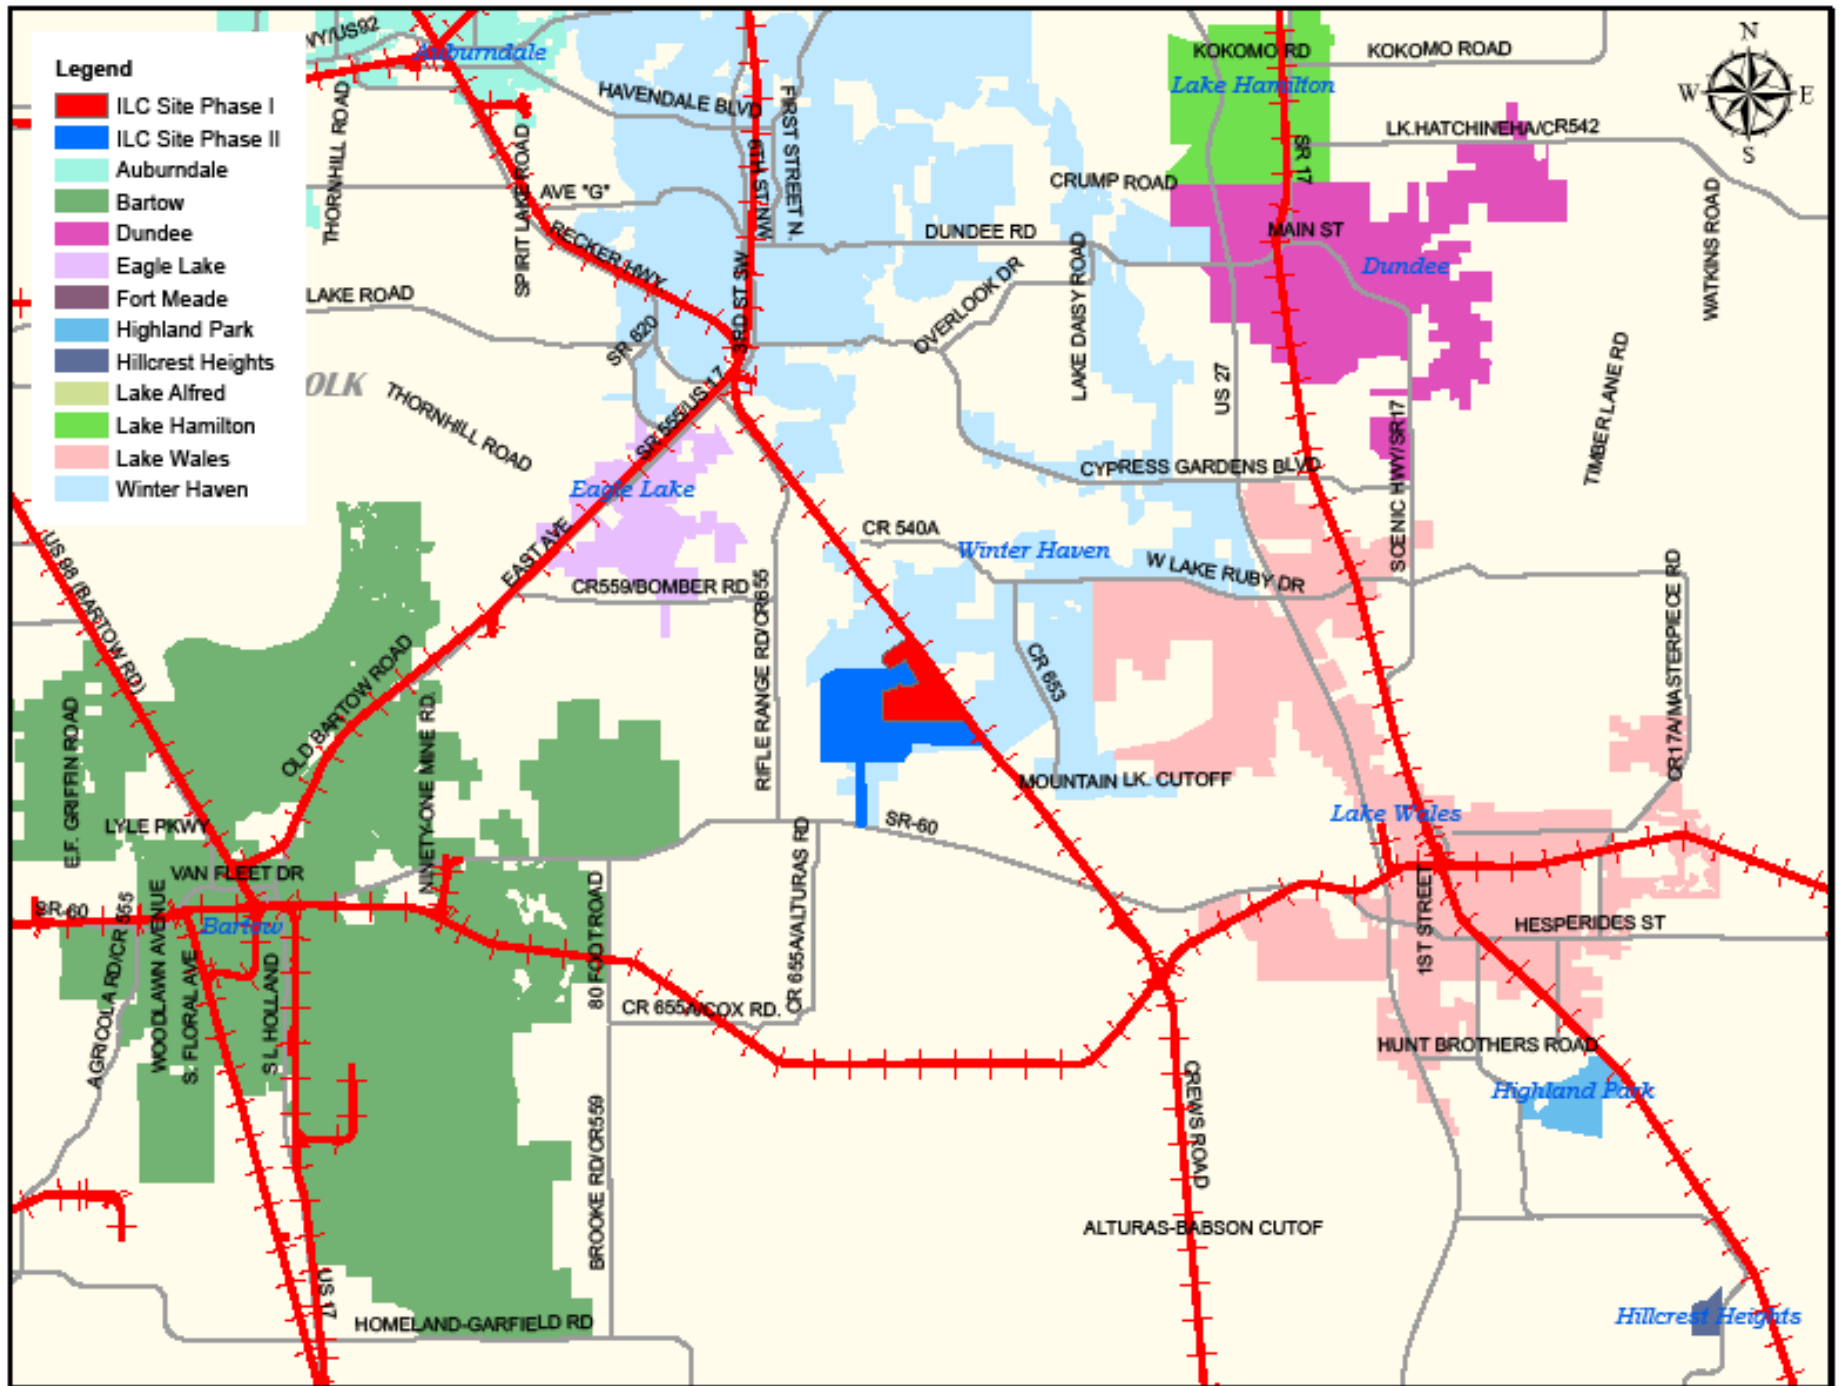 Legend
ILC Site Phase I
ILC Site Phase II
Auburndale
Bartow
Dundee
Eagle Lake
Fort Meade
Highland Park
Hillcrest Heights
Lake Alfred
Lake Hamilton
Lake Wales
Winter Haven
N
W E
S
WY/US92
Auburndale
KOKOMO RD
KOKOMO ROAD
Lake Hamilton
HAVENDALE BLVD
FIRST STREET N.
6TH ST NW
THORNHILL ROAD
SPIRIT LAKE ROAD
LK.HATCHINEHA/CR542
SR 17
AVE "G"
CRUMP ROAD
WATKINS ROAD
RECKER HWY
DUNDEE RD
MAIN ST
Dundee
3RD ST SW
OVERLOOK DR
LAKE DAISY ROAD
LAKE ROAD
SR 620
US 27
TIMBERLANE RD
OLK
THORNHILL ROAD
SR 555/US 17
CYPRESS GARDENS BLVD
SCENIC HWY/SR17
Eagle Lake
EAST AVE
CR 540A
Winter Haven
W LAKE RUBY DR
US 98 (BARTOW RD)
CR559/BOMBER RD
RIFLE RANGE RD/CR655
CR17A/MASTERPIECE RD
CR 653
OLD BARTOW ROAD
E.F. GRIFFIN ROAD
NINETY-ONE MINE RD.
MOUNTAIN LK. CUTOFF
Lake Wales
LYLE PKWY
SR-60
VAN FLEET DR
CR 655A/ALTURAS RD
SR-60
Bartow
AGRICOLA RD/CR 555
WOODLAWN AVENUE
S. FLORAL AVE
S L HOLLAND
80 FOOT ROAD
1ST STREET
HESPERIDES ST
CR 655A/COX RD.
HUNT BROTHERS ROAD
Highland Park
CREWS ROAD
BROOKE RD/CR559
ALTURAS-BABSON CUTOF
US 17
HOMELAND-GARFIELD RD
Hillcrest Heights